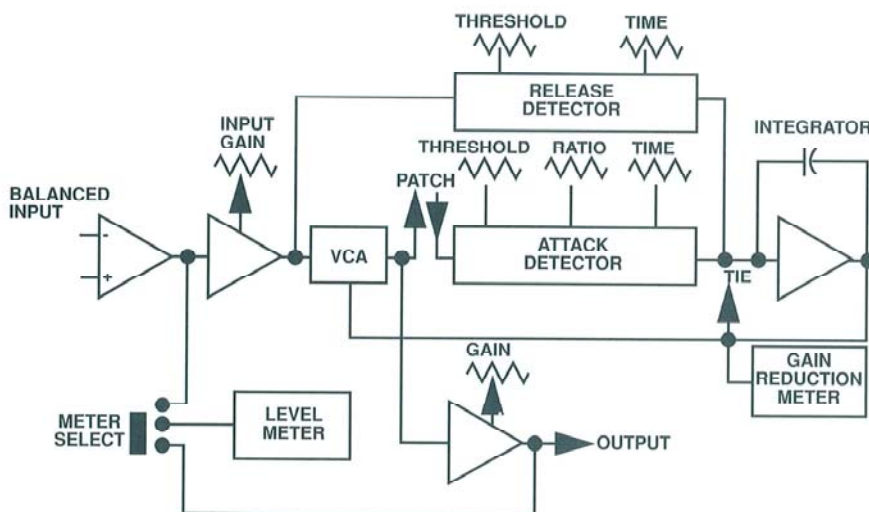 THRESHOLD
TIME
RELEASE
DETECTOR
INPUT
GAIN
INTEGRATOR
THRESHOLD
RATIO
TIME
PATCH
BALANCED
INPUT
-
+
VCA
ATTACK
DETECTOR
TIE
GAIN
GAIN
REDUCTION
METER
METER
SELECT
LEVEL
METER
OUTPUT